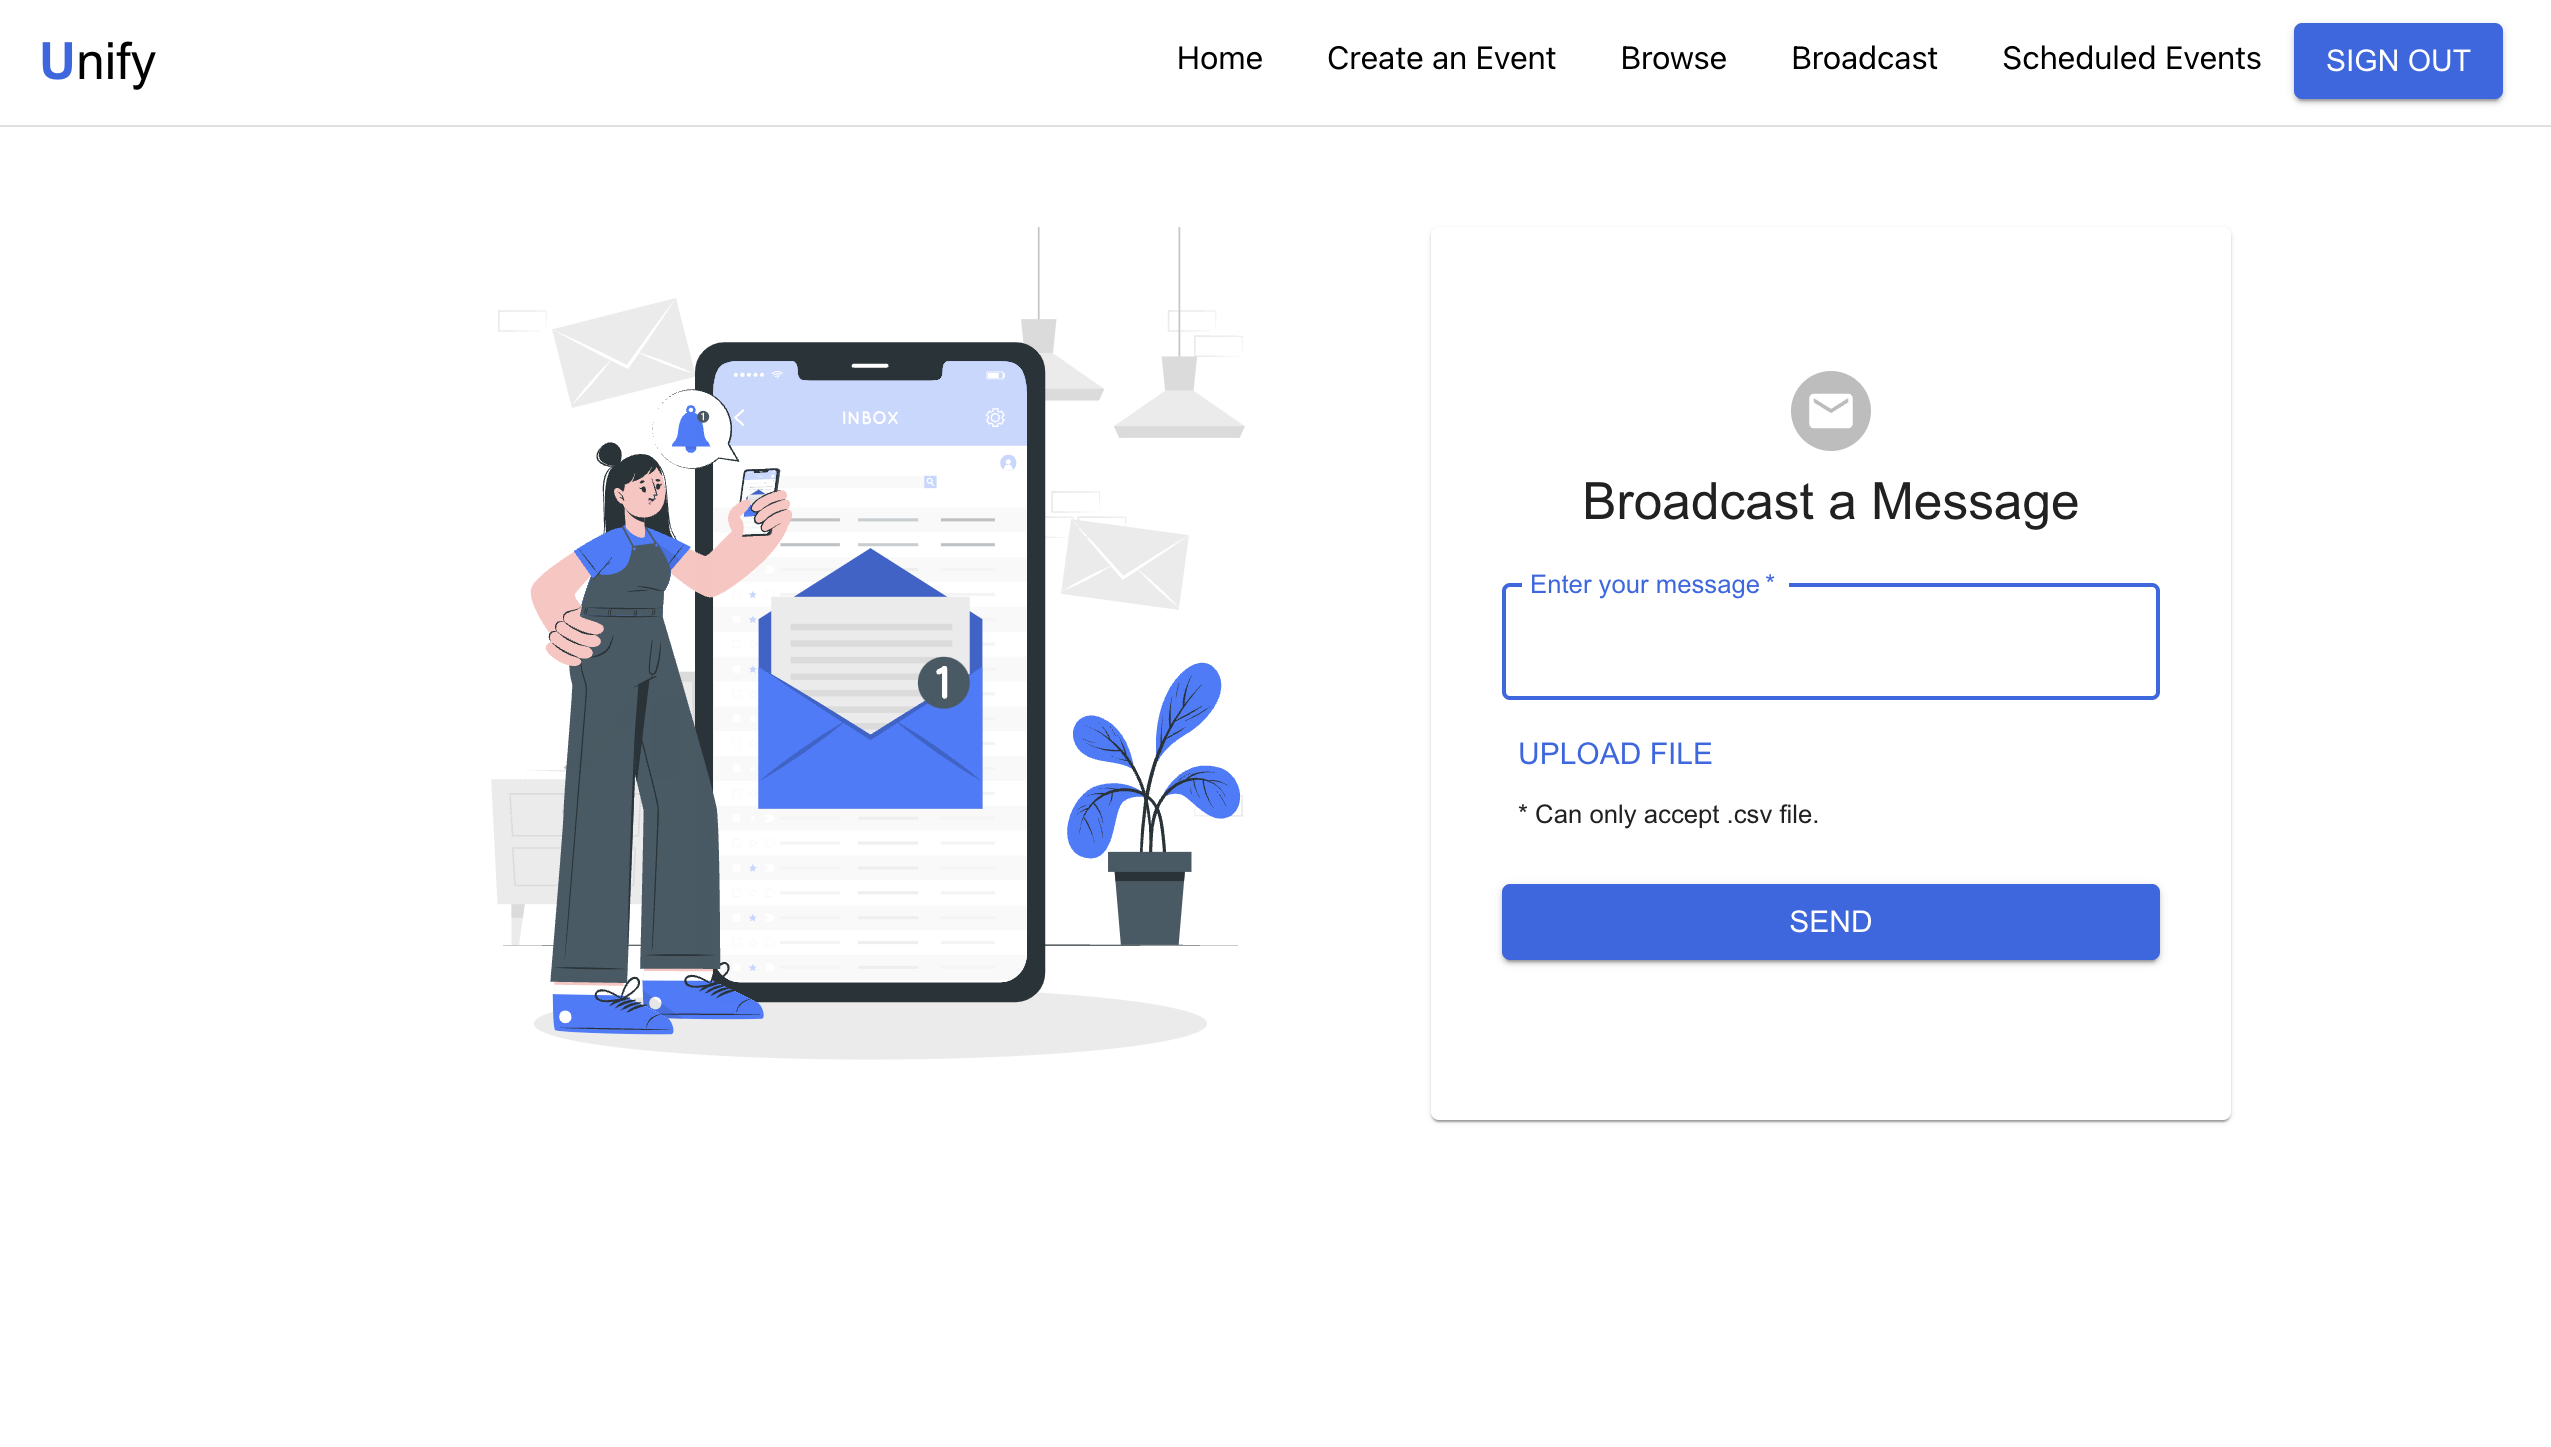 Unify
Home Create an Event Browse Broadcast Scheduled Events SIGN OUT
INBOX
1
1
Broadcast a Message
Enter your message *
UPLOAD FILE
* Can only accept .csv file.
SEND